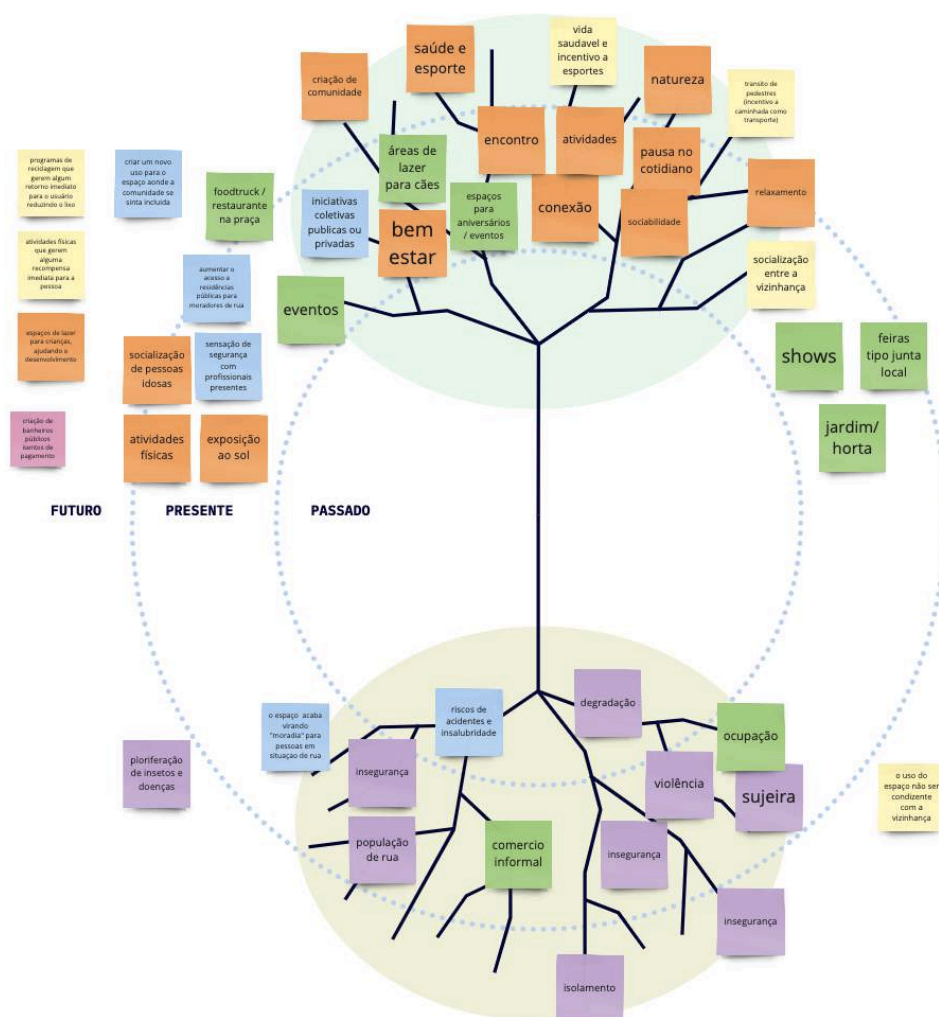 vida
saudavel e
incentivo a
esportes
saúde e
esporte
criação de
comunidade
natureza
transito de
pedestres
(incentivo a
caminhada como
transporte)
encontro
atividades
áreas de
lazer
para cães
pausa no
cotidiano
programas de
reciclagem que
gerem algum
retorno imediato
para o usuário
reduzindo o lixo
criar um novo
uso para o
espaço aonde a
comunidade se
sinta incluida
foodtruck /
restaurante
na praça
iniciativas
coletivas
publicas ou
privadas
bem
estar
espaços
para
aniversários
/ eventos
conexão
sociabilidade
relaxamento
atividades físicas
que gerem
alguma
recompensa
imediata para a
pessoa
aumentar o
acesso a
residências
públicas para
moradores de rua
eventos
socialização
entre a
vizinhança
espaços de lazer
para crianças,
ajudando o
desenvolvimento
socialização
de pessoas
idosas
sensação de
segurança
com
profissionais
presentes
shows
feiras
tipo junta
local
criação de
banheiros
públicos
isentos de
pagamento
atividades
físicas
exposição
ao sol
jardim/
horta
FUTURO
PRESENTE
PASSADO
degradação
o espaço acaba
virando
"moradia" para
pessoas em
situaçao de rua
riscos de
acidentes e
insalubridade
ocupação
ploriferação
de insetos e
doenças
insegurança
violência
sujeira
o uso do
espaço não ser
condizente
com a
vizinhança
população
de rua
comercio
informal
insegurança
insegurança
isolamento